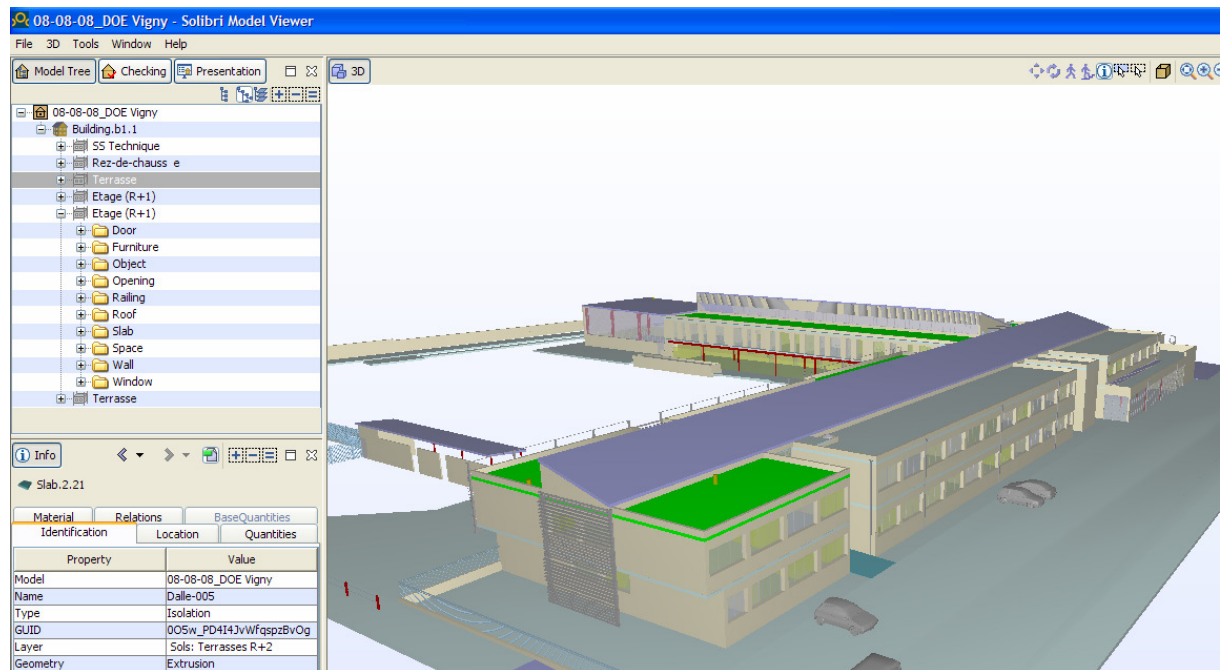 08-08-08_DOE Vigny - Solibri Model Viewer
File 3D Tools Window Help
Model Tree Checking Presentation 3D
08-08-08_DOE Vigny
Building.b1.1
SS Technique
Rez-de-chauss e
Terrasse
Etage (R+1)
Etage (R+1)
Door
Furniture
Object
Opening
Railing
Roof
Slab
Space
Wall
Window
Terrasse
Info
Slab.2.21
Material Relations BaseQuantities
Identification Location Quantities
Property Value
Model 08-08-08_DOE Vigny
Name Dalle-005
Type Isolation
GUID 0O5w_PD4I4JvWfqspzBvOg
Layer Sols: Terrasses R+2
Geometry Extrusion